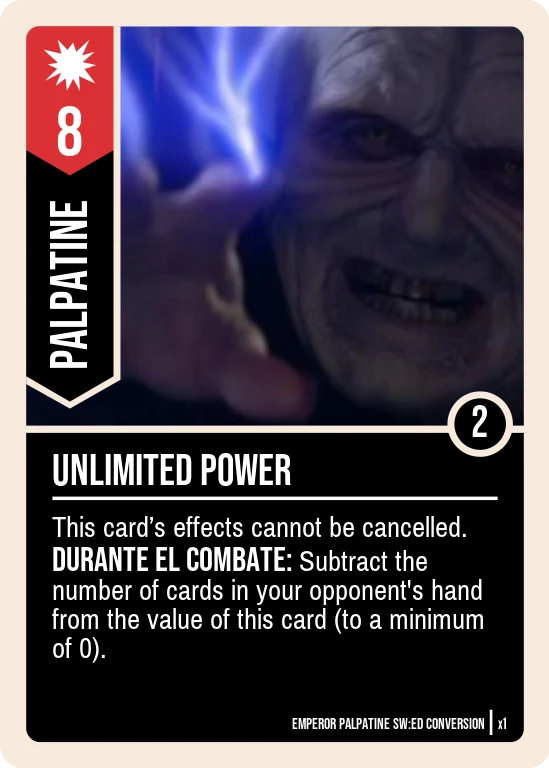 8
PALPATINE
2
UNLIMITED POWER
This card’s effects cannot be cancelled.
DURANTE EL COMBATE: Subtract the
number of cards in your opponent's hand
from the value of this card (to a minimum
of 0).
EMPEROR PALPATINE SW:ED CONVERSION x1